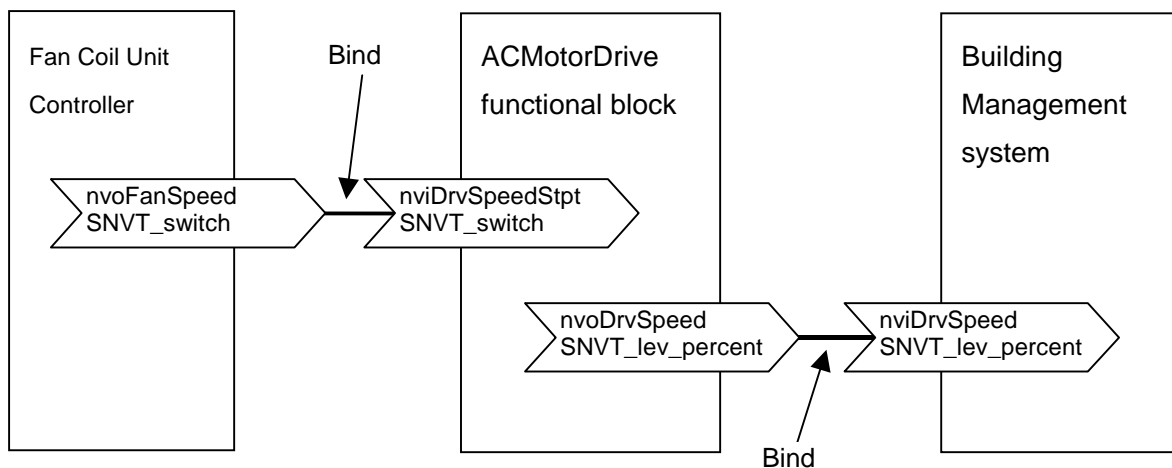 Fan Coil Unit
Controller
Bind
ACMotorDrive
functional block
Building
Management
system
nvoFanSpeed
SNVT_switch
nviDrvSpeedStpt
SNVT_switch
nvoDrvSpeed
SNVT_lev_percent
nviDrvSpeed
SNVT_lev_percent
Bind